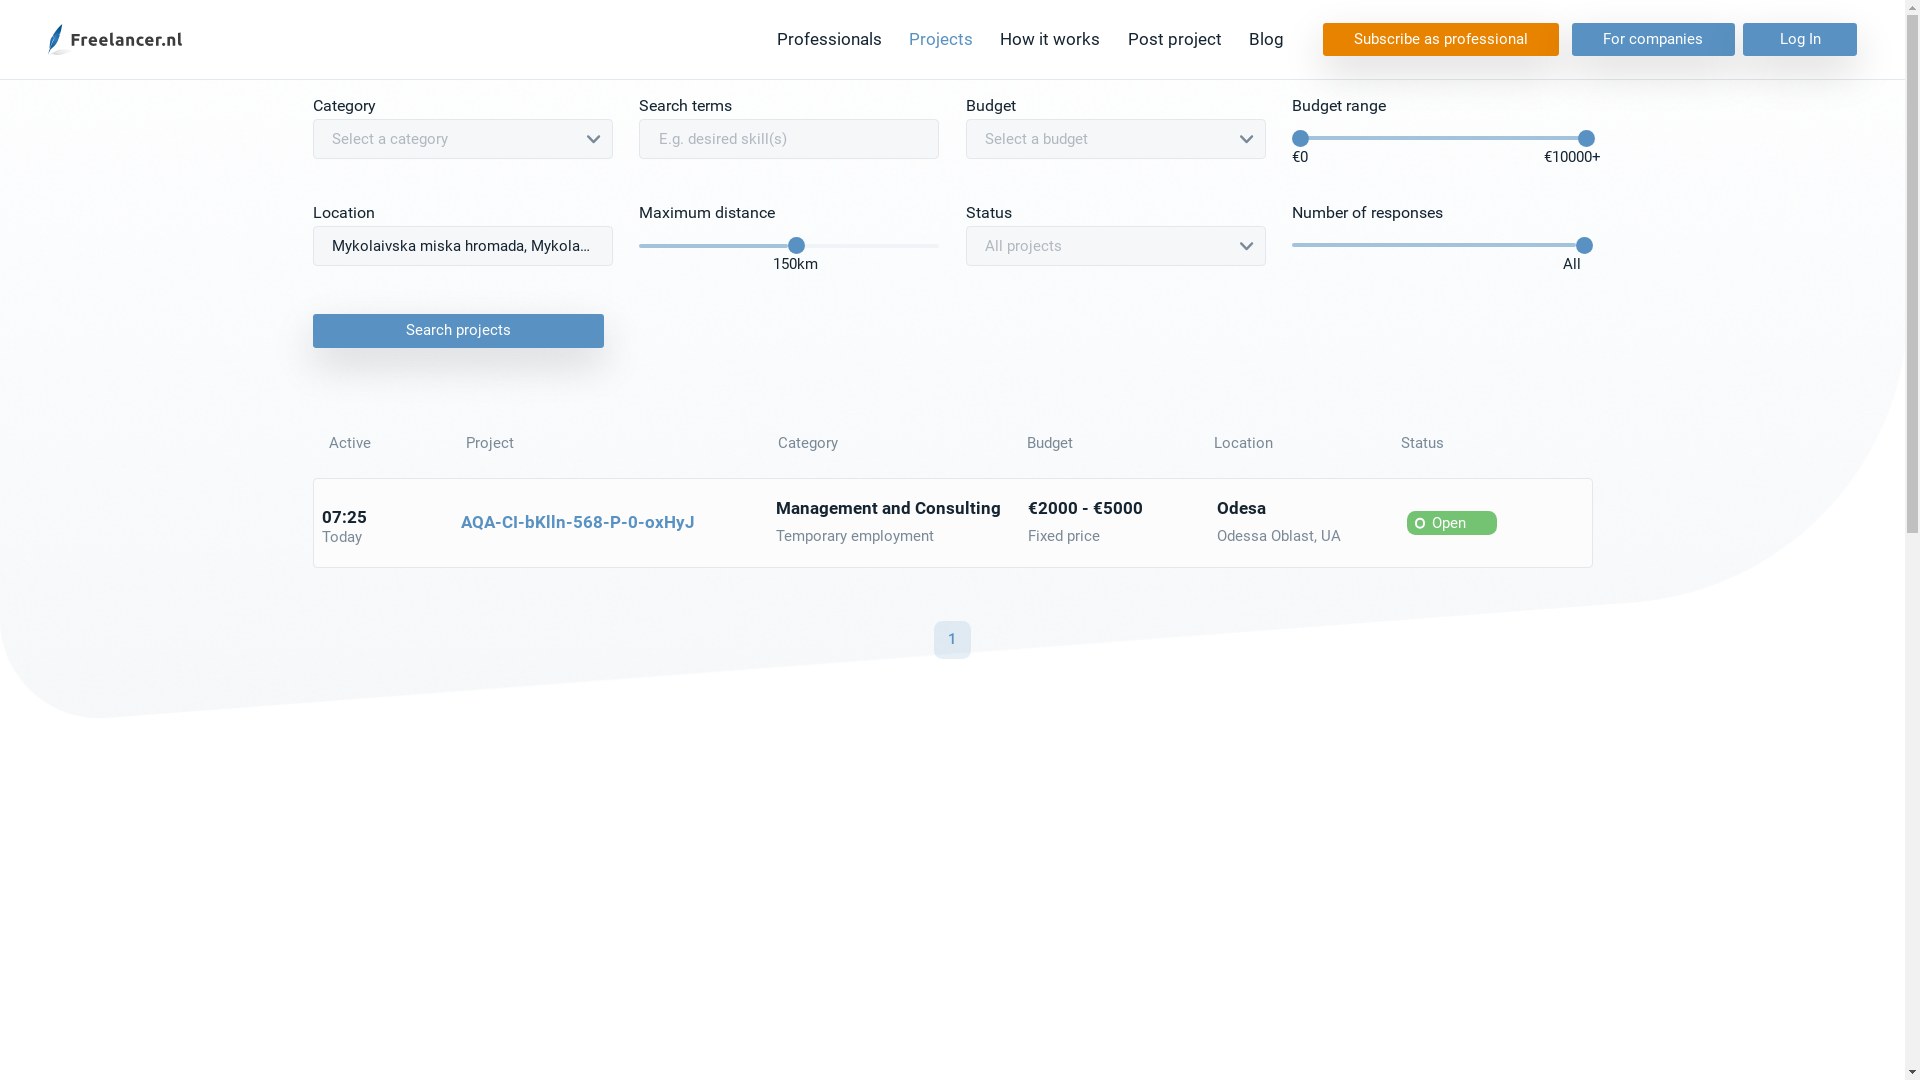 Freelancer.nl
Professionals
Projects
How it works
Post project
Blog
Subscribe as professional
For companies
Log In
Category
Search terms
Budget
Budget range
Select a category
E.g. desired skill(s)
Select a budget
€0
€10000+
Location
Maximum distance
Status
Number of responses
Mykolaivska miska hromada, Mykola...
All projects
150km
All
Search projects
Active
Project
Category
Budget
Location
Status
07:25
Today
AQA-CI-bKlln-568-P-0-oxHyJ
Management and Consulting
Temporary employment
€2000 - €5000
Fixed price
Odesa
Odessa Oblast, UA
Open
1